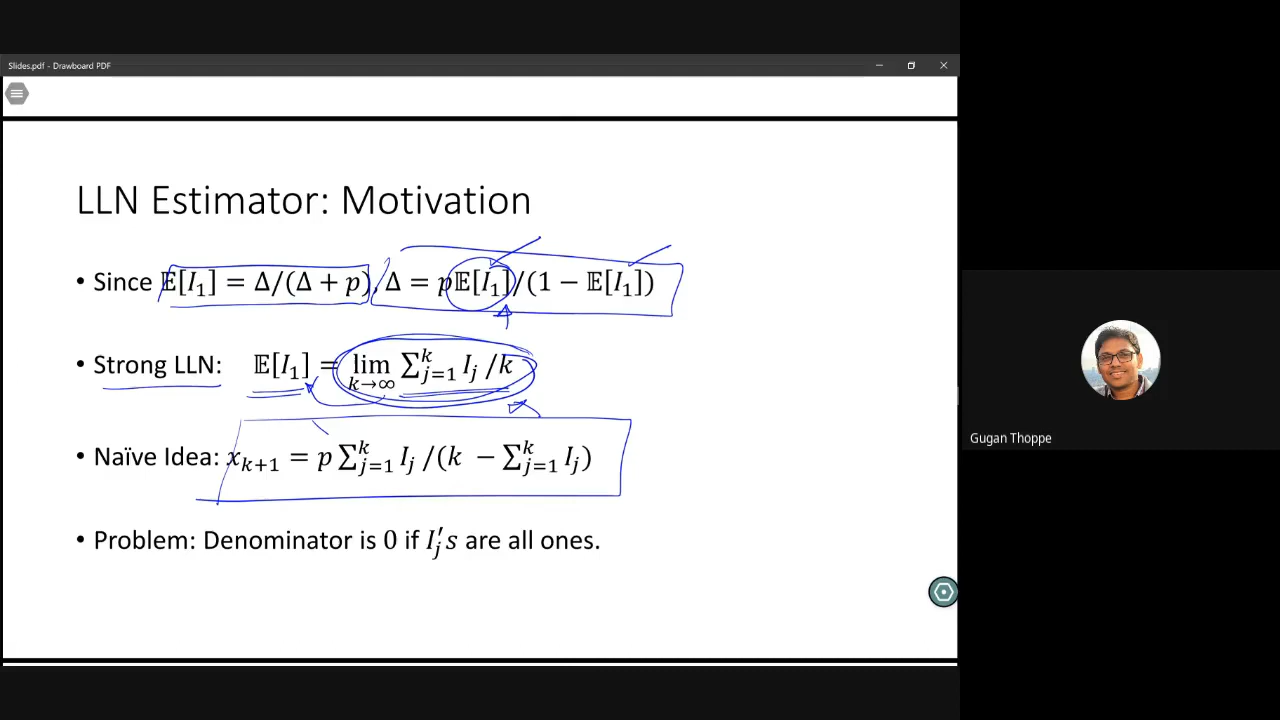 Slides.pdf - Drawboard PDF
LLN Estimator: Motivation
• Since 𝔼[I₁] = Δ/(Δ + p), Δ = p𝔼[I₁]/(1 − 𝔼[I₁])
• Strong LLN: 𝔼[I₁] = lim_{k→∞} ∑_{j=1}^{k} I_j /k
• Naïve Idea: x_{k+1} = p ∑_{j=1}^{k} I_j /(k − ∑_{j=1}^{k} I_j)
• Problem: Denominator is 0 if I_j′s are all ones.
Gugan Thoppe